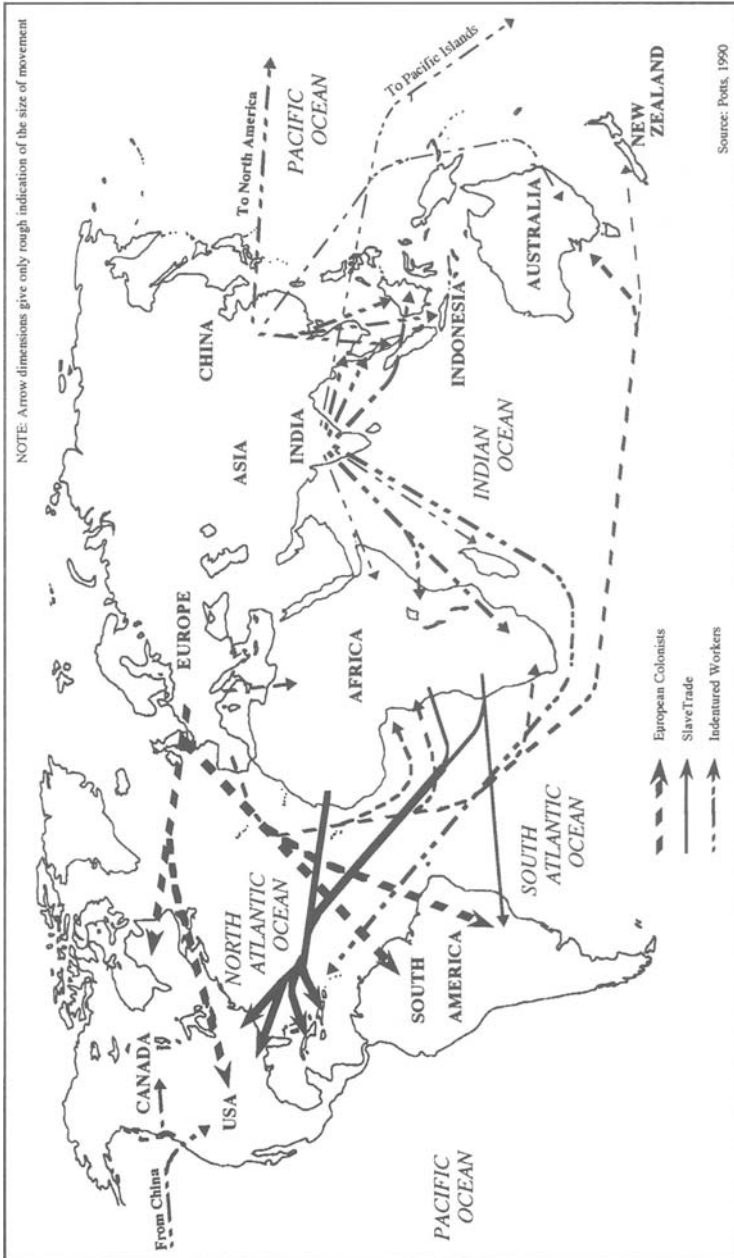 NOTE: Arrow dimensions give only rough indication of the size of movement
From China
CANADA
USA
NORTH
ATLANTIC
OCEAN
EUROPE
ASIA
CHINA
To North America
PACIFIC
OCEAN
To Pacific Islands
INDIA
AFRICA
PACIFIC
OCEAN
SOUTH
AMERICA
SOUTH
ATLANTIC
OCEAN
INDIAN
OCEAN
INDONESIA
AUSTRALIA
NEW
ZEALAND
European Colonists
SlaveTrade
Indentured Workers
Source: Potts, 1990